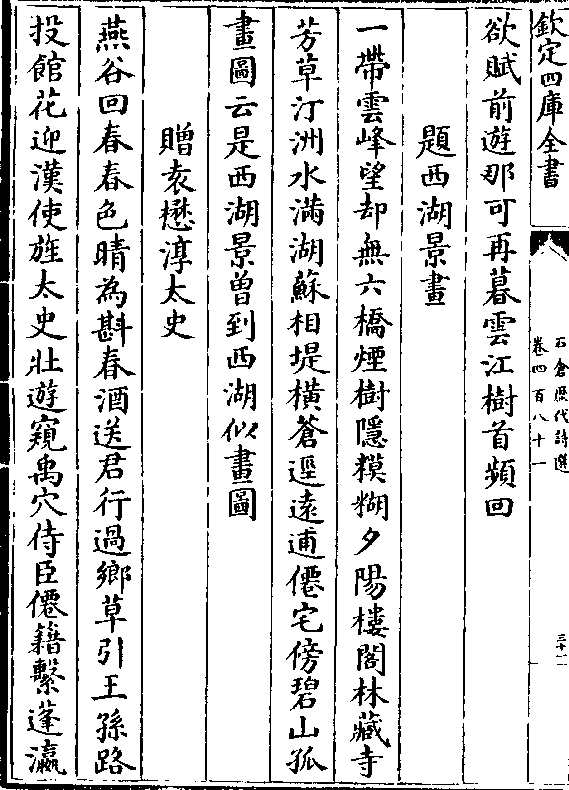 欽定四庫全書
石倉歴代詩選
卷四百八十一
三十一
欲賦前遊那可再暮雲江樹首頻回
題西湖景畫
一帶雲峰望却無六橋煙樹隱糢糊夕陽樓閣林藏寺
芳草汀洲水滿湖蘇相堤横蒼逕遠逋僊宅傍碧山孤
畫圖云是西湖景曽到西湖似畫圖
贈袁懋淳太史
燕谷回春春色晴為斟春酒送君行過鄉草引王孫路
投館花迎漢使旌太史壯遊窺禹穴侍臣僊籍繫蓬瀛